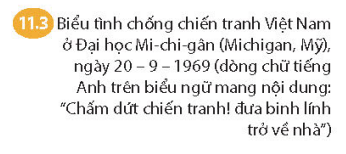 11.3 Biểu tình chống chiến tranh Việt Nam
ở Đại học Mi-chi-gân (Michigan, Mỹ),
ngày 20 – 9 – 1969 (dòng chữ tiếng
Anh trên biểu ngữ mang nội dung:
“Chấm dứt chiến tranh! đưa binh lính
trở về nhà”)